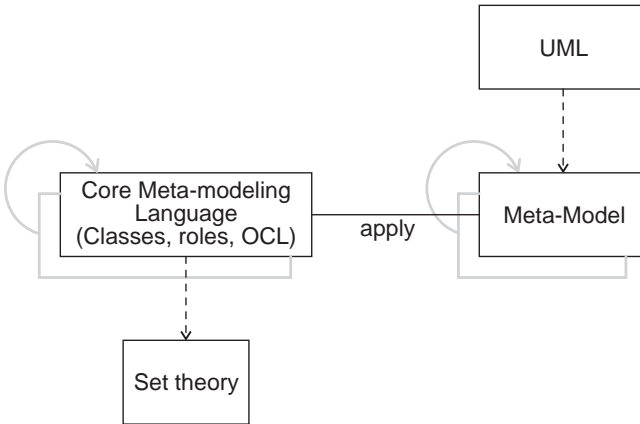 UML
Core Meta-modeling
Language
(Classes, roles, OCL)
apply
Meta-Model
Set theory